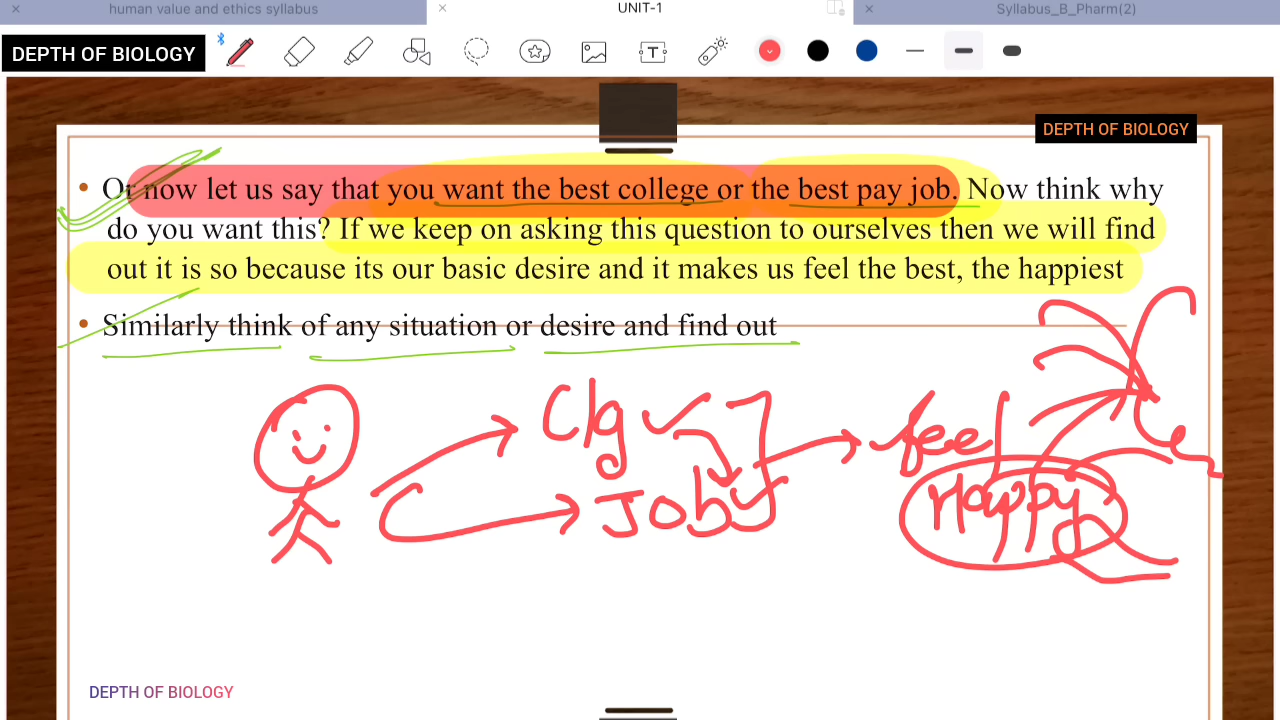 human value and ethics syllabus
UNIT-1
Syllabus_B_Pharm(2)
DEPTH OF BIOLOGY
DEPTH OF BIOLOGY
• Or now let us say that you want the best college or the best pay job. Now think why
do you want this? If we keep on asking this question to ourselves then we will find
out it is so because its our basic desire and it makes us feel the best, the happiest
• Similarly think of any situation or desire and find out
Clg
Job
feel
Happy
DEPTH OF BIOLOGY